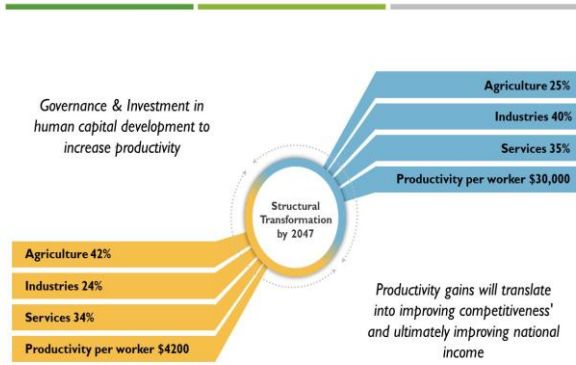 Governance & Investment in
human capital development to
increase productivity
Agriculture 25%
Industries 40%
Services 35%
Productivity per worker $30,000
Structural
Transformation
by 2047
Agriculture 42%
Industries 24%
Services 34%
Productivity per worker $4200
Productivity gains will translate
into improving competitiveness'
and ultimately improving national
income